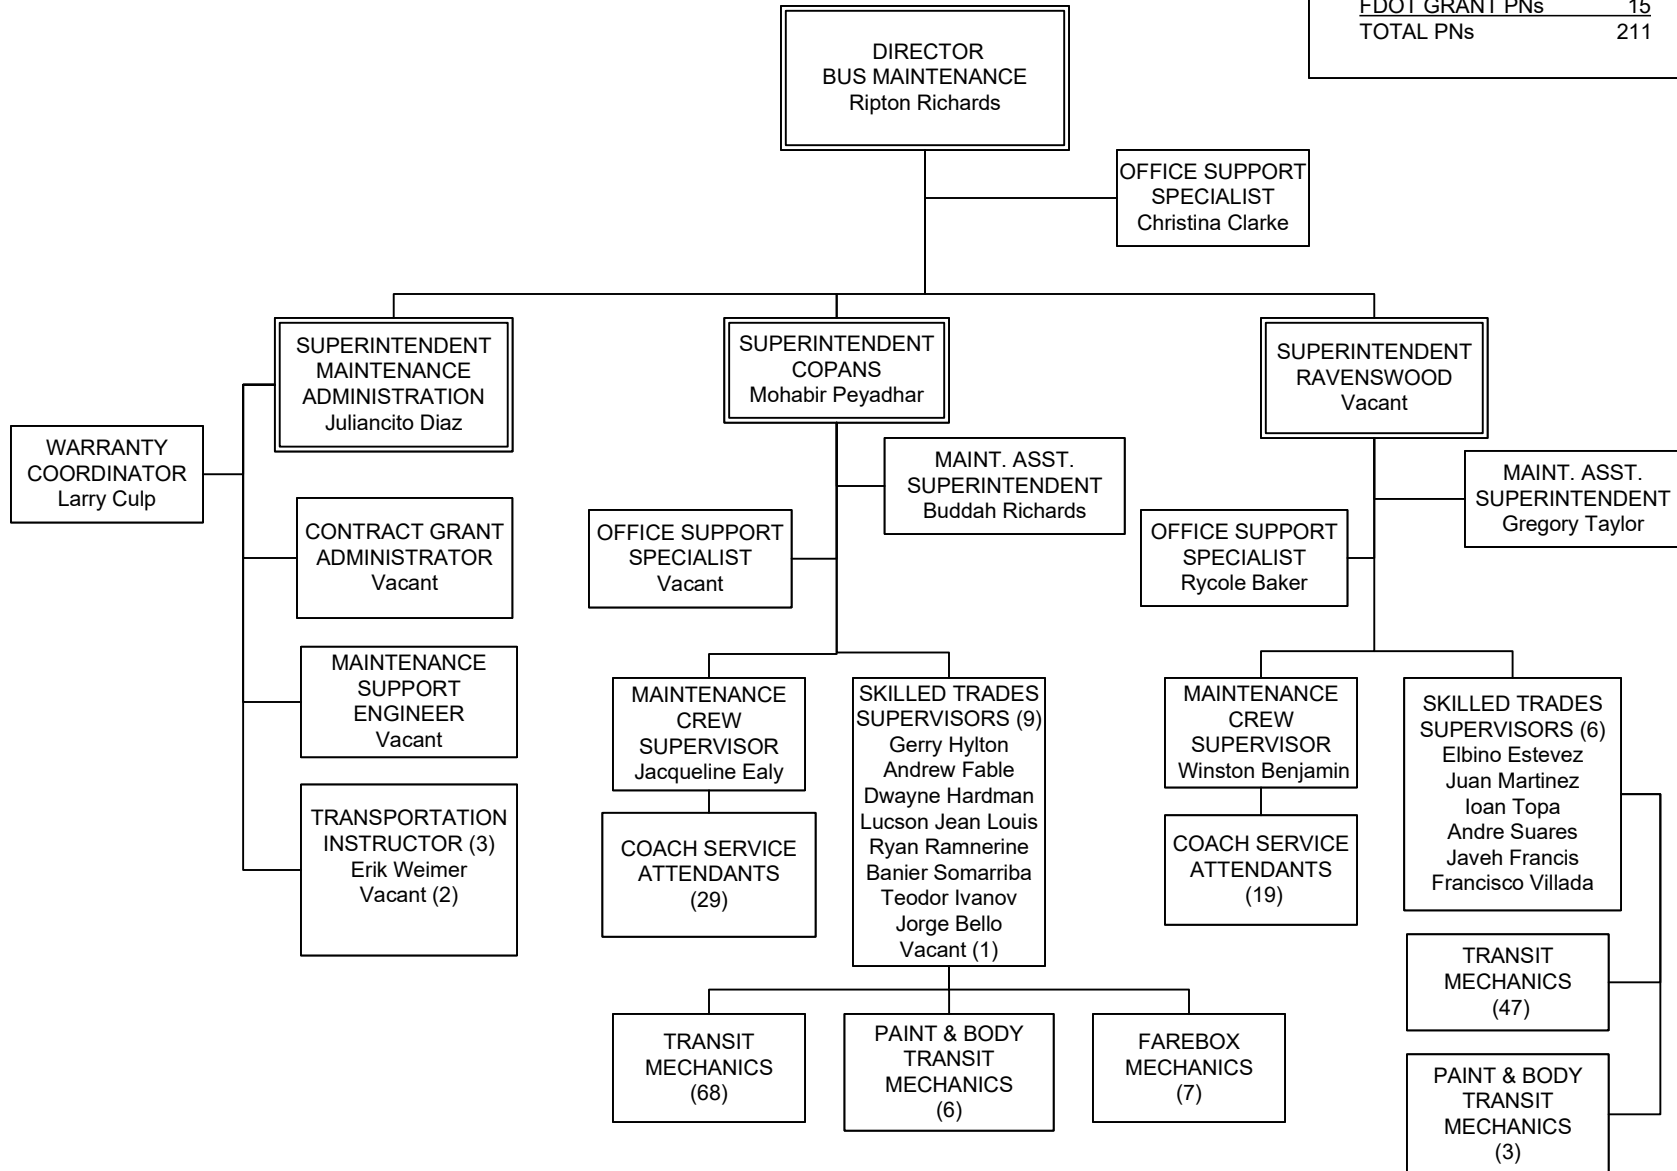 FDOT GRANT PNs 15
TOTAL PNs 211
DIRECTOR
BUS MAINTENANCE
Ripton Richards
OFFICE SUPPORT
SPECIALIST
Christina Clarke
SUPERINTENDENT
MAINTENANCE
ADMINISTRATION
Juliancito Diaz
SUPERINTENDENT
COPANS
Mohabir Peyadhar
SUPERINTENDENT
RAVENSWOOD
Vacant
WARRANTY
COORDINATOR
Larry Culp
MAINT. ASST.
SUPERINTENDENT
Buddah Richards
MAINT. ASST.
SUPERINTENDENT
Gregory Taylor
CONTRACT GRANT
ADMINISTRATOR
Vacant
OFFICE SUPPORT
SPECIALIST
Vacant
OFFICE SUPPORT
SPECIALIST
Rycole Baker
MAINTENANCE
SUPPORT
ENGINEER
Vacant
TRANSPORTATION
INSTRUCTOR (3)
Erik Weimer
Vacant (2)
MAINTENANCE
CREW
SUPERVISOR
Jacqueline Ealy
COACH SERVICE
ATTENDANTS
(29)
SKILLED TRADES
SUPERVISORS (9)
Gerry Hylton
Andrew Fable
Dwayne Hardman
Lucson Jean Louis
Ryan Ramnerine
Banier Somarriba
Teodor Ivanov
Jorge Bello
Vacant (1)
MAINTENANCE
CREW
SUPERVISOR
Winston Benjamin
COACH SERVICE
ATTENDANTS
(19)
SKILLED TRADES
SUPERVISORS (6)
Elbino Estevez
Juan Martinez
Ioan Topa
Andre Suares
Javeh Francis
Francisco Villada
TRANSIT
MECHANICS
(68)
PAINT & BODY
TRANSIT
MECHANICS
(6)
FAREBOX
MECHANICS
(7)
TRANSIT
MECHANICS
(47)
PAINT & BODY
TRANSIT
MECHANICS
(3)